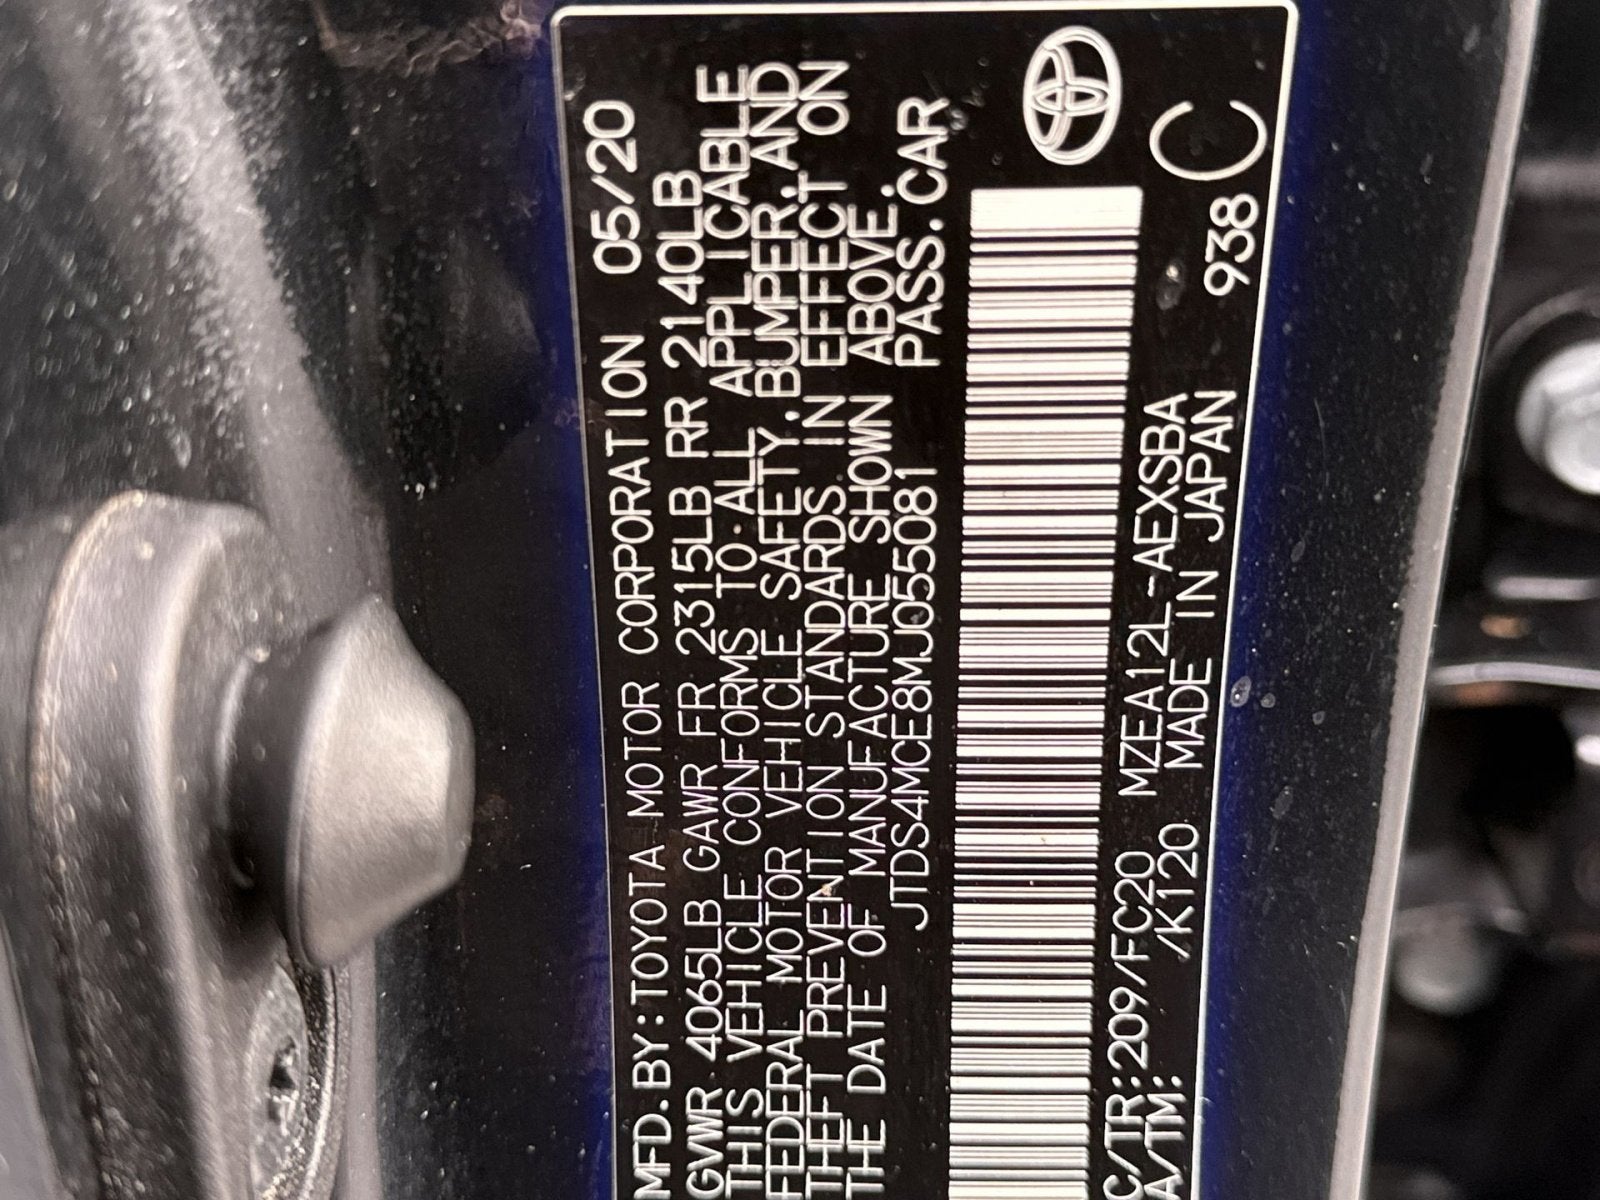 MFD.BY:TOYOTA MOTOR CORPORATION 05/20
GVWR 4065LB GAWR FR 2315LB RR 2140LB
THIS VEHICLE CONFORMS TO ALL APPLICABLE
FEDERAL MOTOR VEHICLE SAFETY,BUMPER,AND
THEFT PREVENTION STANDARDS IN EFFECT ON
THE DATE OF MANUFACTURE SHOWN ABOVE.
JTDS4MCE8MJ055081 PASS.CAR
C/TR:209/FC20 MZEA12L-AEXSBA
A/TM: /K120 MADE IN JAPAN 938 C